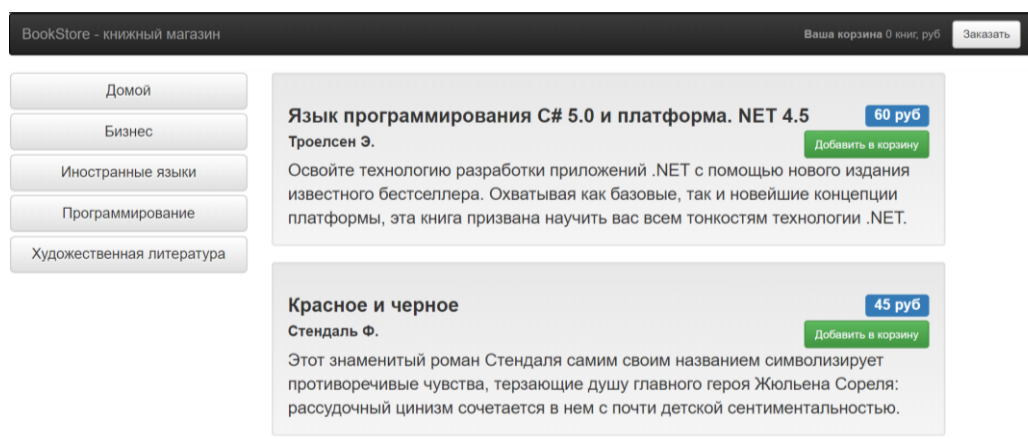 BookStore - книжный магазин
Ваша корзина 0 книг, руб
Заказать
Домой
Бизнес
Иностранные языки
Программирование
Художественная литература
Язык программирования C# 5.0 и платформа. NET 4.5
60 руб
Троелсен Э.
Добавить в корзину
Освойте технологию разработки приложений .NET с помощью нового издания
известного бестселлера. Охватывая как базовые, так и новейшие концепции
платформы, эта книга призвана научить вас всем тонкостям технологии .NET.
Красное и черное
45 руб
Стендаль Ф.
Добавить в корзину
Этот знаменитый роман Стендаля самим своим названием символизирует
противоречивые чувства, терзающие душу главного героя Жюльена Сореля:
рассудочный цинизм сочетается в нем с почти детской сентиментальностью.